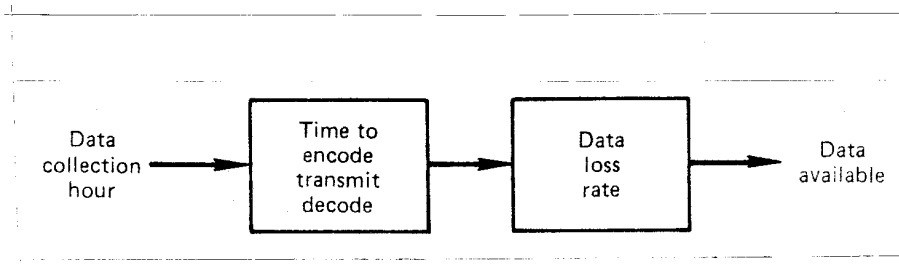 Data
collection
hour
Time to
encode
transmit
decode
Data
loss
rate
Data
available